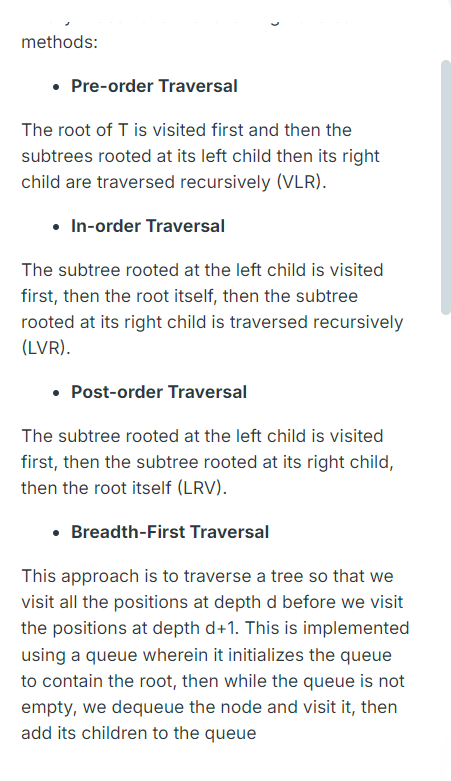 methods:
• Pre-order Traversal
The root of T is visited first and then the
subtrees rooted at its left child then its right
child are traversed recursively (VLR).
• In-order Traversal
The subtree rooted at the left child is visited
first, then the root itself, then the subtree
rooted at its right child is traversed recursively
(LVR).
• Post-order Traversal
The subtree rooted at the left child is visited
first, then the subtree rooted at its right child,
then the root itself (LRV).
• Breadth-First Traversal
This approach is to traverse a tree so that we
visit all the positions at depth d before we visit
the positions at depth d+1. This is implemented
using a queue wherein it initializes the queue
to contain the root, then while the queue is not
empty, we dequeue the node and visit it, then
add its children to the queue